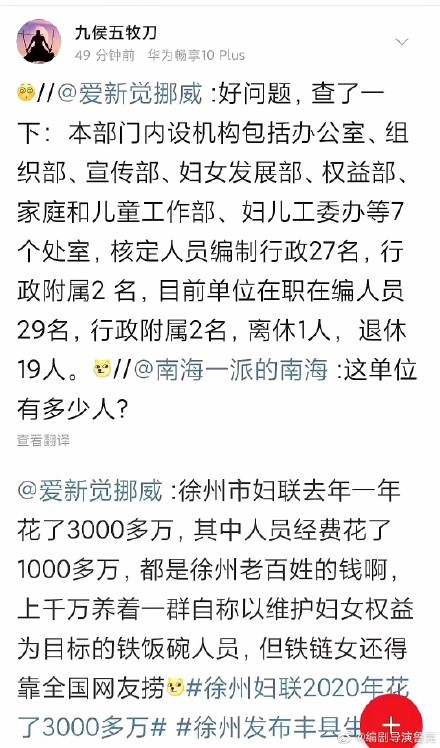 九侯五牧刀
49 分钟前 华为畅享10 Plus
//@爱新觉挪威 :好问题，查了一
下：本部门内设机构包括办公室、组
织部、宣传部、妇女发展部、权益部、
家庭和儿童工作部、妇儿工委办等7
个处室，核定人员编制行政27名，行
政附属2 名，目前单位在职在编人员
29名，行政附属2名，离休1人， 退休
19人。//@南海一派的南海 :这单位
有多少人?
查看翻译
@爱新觉挪威 :徐州市妇联去年一年
花了3000多万，其中人员经费花了
1000多万，都是徐州老百姓的钱啊，
上千万养着一群自称以维护妇女权益
为目标的铁饭碗人员，但铁链女还得
靠全国网友捞#徐州妇联2020年花
了3000多万# #徐州发布丰县生
@编剧导演鲁亮